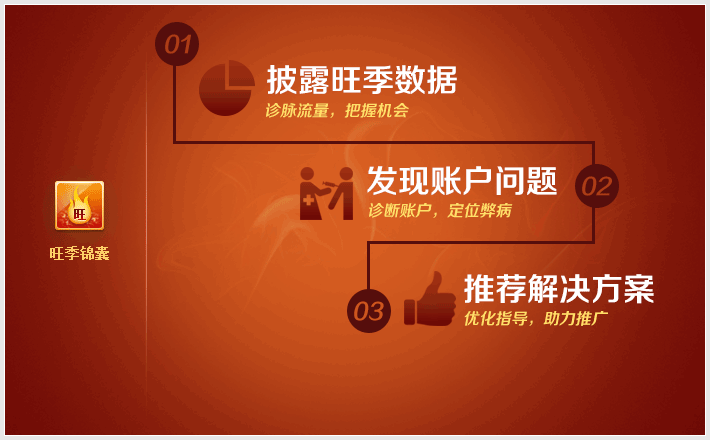 01
披露旺季数据
诊脉流量，把握机会
发现账户问题
02
诊断账户，定位弊病
旺
旺季锦囊
03
推荐解决方案
优化指导，助力推广